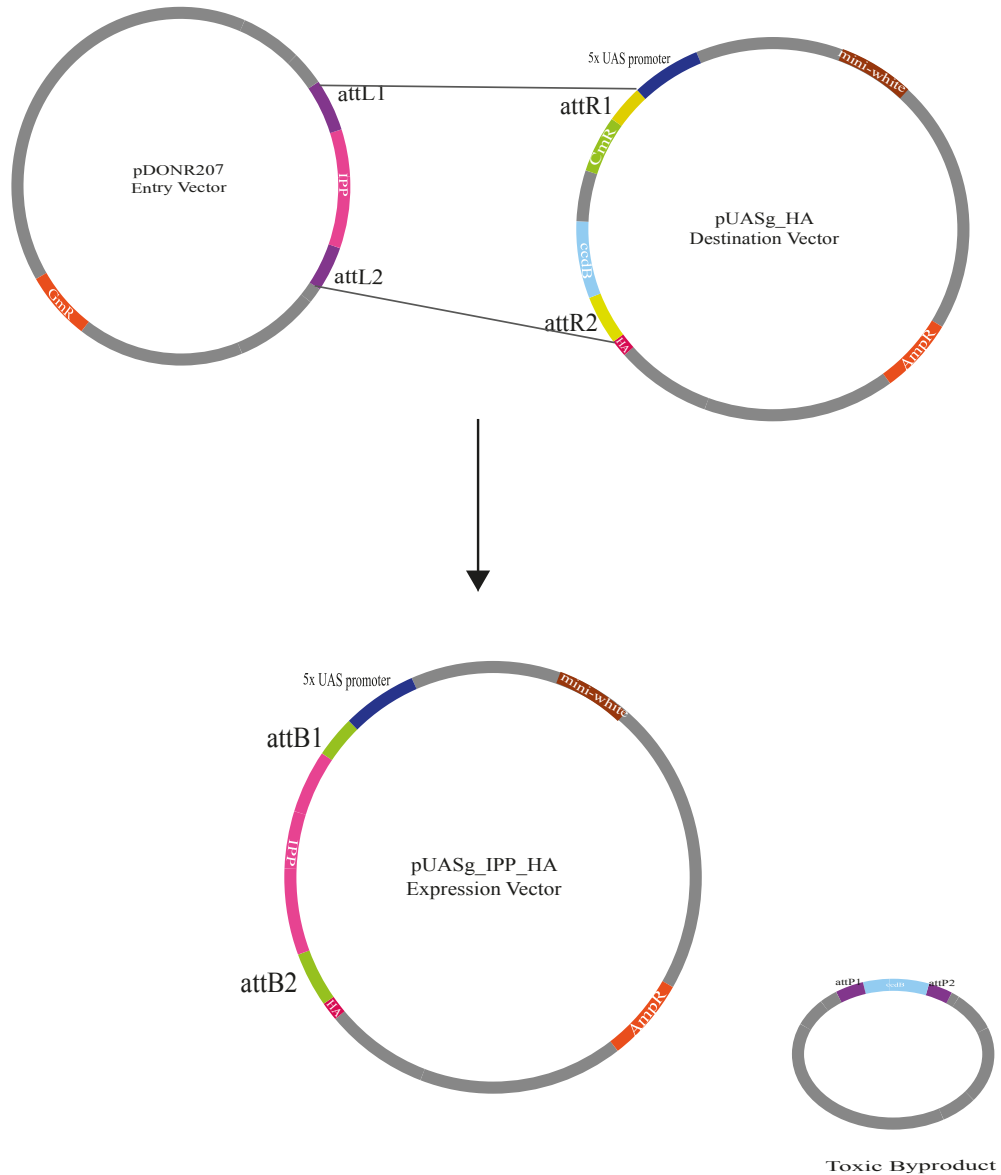 5x UAS promoter
mini-white
attL1
attR1
CmR
pDONR207
Entry Vector
IPP
pUASg_HA
Destination Vector
ccdB
attL2
GmR
attR2
HA
AmpR
5x UAS promoter
mini-white
attB1
IPP
pUASg_IPP_HA
Expression Vector
attB2
HA
AmpR
attP1
ccdB
attP2
Toxic Byproduct